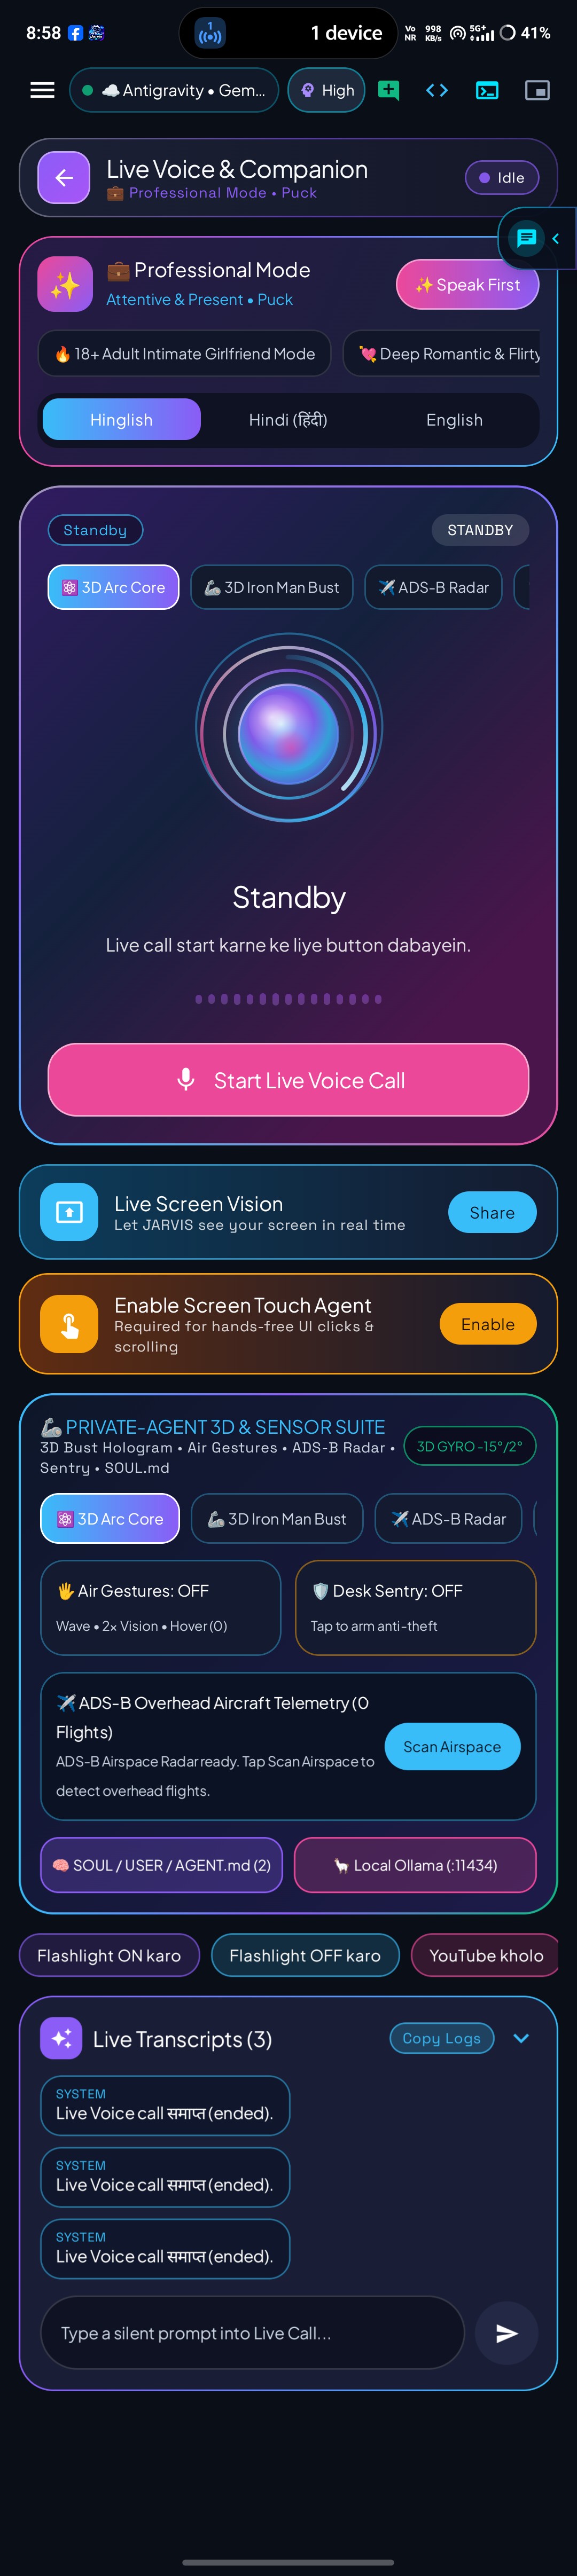 8:58
1
1 device
Vo
NR
998
KB/s
5G+
41%
Antigravity • Gem...
High
Live Voice & Companion
Professional Mode • Puck
Idle
Professional Mode
Attentive & Present • Puck
Speak First
18+ Adult Intimate Girlfriend Mode
Deep Romantic & Flirty
Hinglish
Hindi (हिंदी)
English
Standby
STANDBY
3D Arc Core
3D Iron Man Bust
ADS-B Radar
Standby
Live call start karne ke liye button dabayein.
Start Live Voice Call
Live Screen Vision
Let JARVIS see your screen in real time
Share
Enable Screen Touch Agent
Required for hands-free UI clicks &
scrolling
Enable
PRIVATE-AGENT 3D & SENSOR SUITE
3D Bust Hologram • Air Gestures • ADS-B Radar •
Sentry • SOUL.md
3D GYRO -15°/2°
3D Arc Core
3D Iron Man Bust
ADS-B Radar
Air Gestures: OFF
Wave • 2x Vision • Hover (0)
Desk Sentry: OFF
Tap to arm anti-theft
ADS-B Overhead Aircraft Telemetry (0
Flights)
ADS-B Airspace Radar ready. Tap Scan Airspace to
detect overhead flights.
Scan Airspace
SOUL / USER / AGENT.md (2)
Local Ollama (:11434)
Flashlight ON karo
Flashlight OFF karo
YouTube kholo
Live Transcripts (3)
Copy Logs
SYSTEM
Live Voice call समाप्त (ended).
SYSTEM
Live Voice call समाप्त (ended).
SYSTEM
Live Voice call समाप्त (ended).
Type a silent prompt into Live Call...